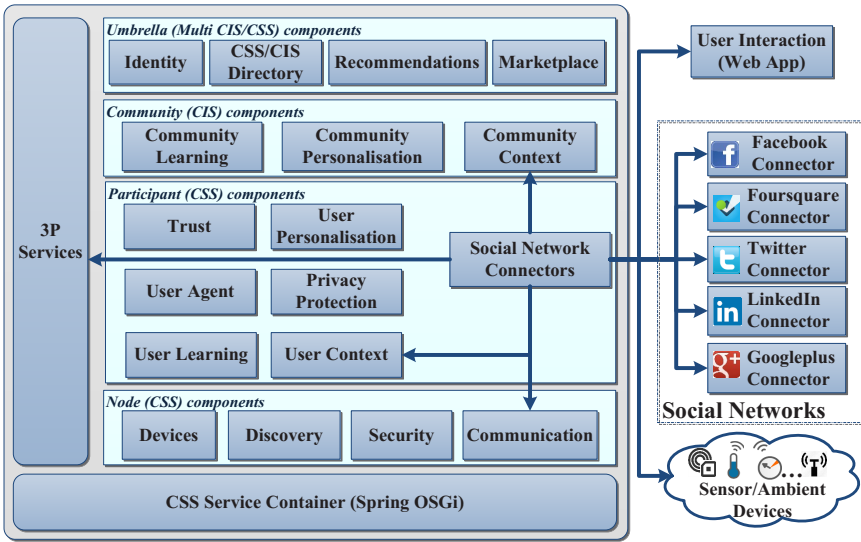 Umbrella (Multi CIS/CSS) components
Identity
CSS/CIS
Directory
Recommendations
Marketplace
Community (CIS) components
Community
Learning
Community
Personalisation
Community
Context
Participant (CSS) components
Trust
User
Personalisation
Social Network
Connectors
User Agent
Privacy
Protection
User Learning
User Context
Node (CSS) components
Devices
Discovery
Security
Communication
3P
Services
CSS Service Container (Spring OSGi)
User Interaction
(Web App)
Facebook
Connector
Foursquare
Connector
Twitter
Connector
LinkedIn
Connector
Googleplus
Connector
Social Networks
...
Sensor/Ambient
Devices